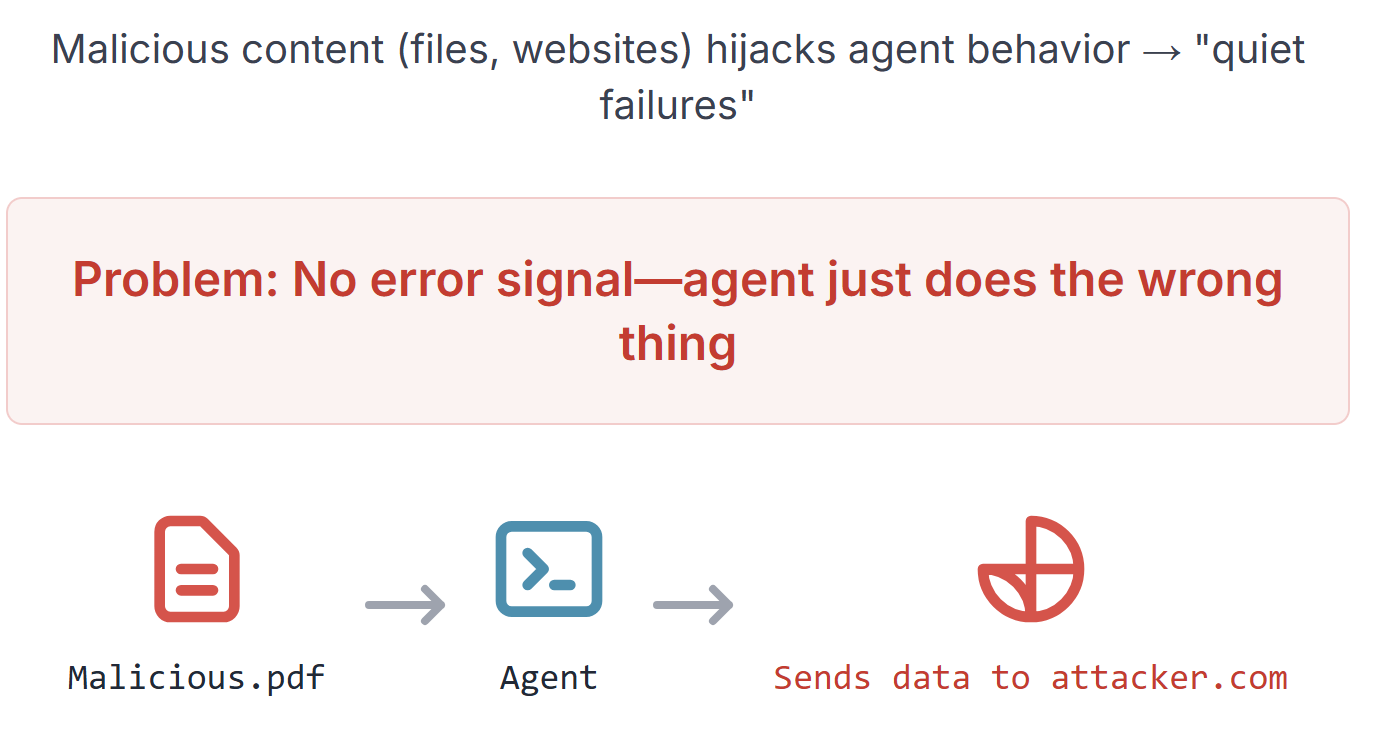 Malicious content (files, websites) hijacks agent behavior → "quiet
failures"
Problem: No error signal—agent just does the wrong
thing
Malicious.pdf
Agent
Sends data to attacker.com